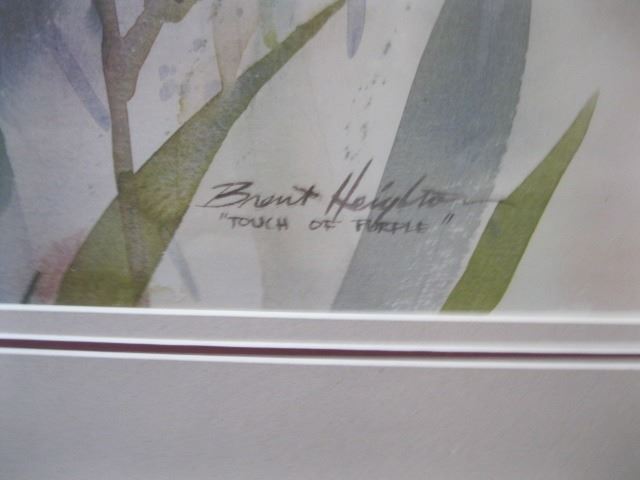 Brent Heighton
"TOUCH OF PURPLE"